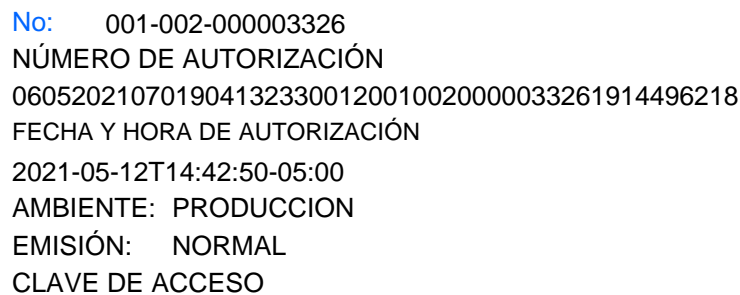 No: 001-002-000003326
NÚMERO DE AUTORIZACIÓN
0605202107019041323300120010020000033261914496218
FECHA Y HORA DE AUTORIZACIÓN
2021-05-12T14:42:50-05:00
AMBIENTE: PRODUCCION
EMISIÓN: NORMAL
CLAVE DE ACCESO